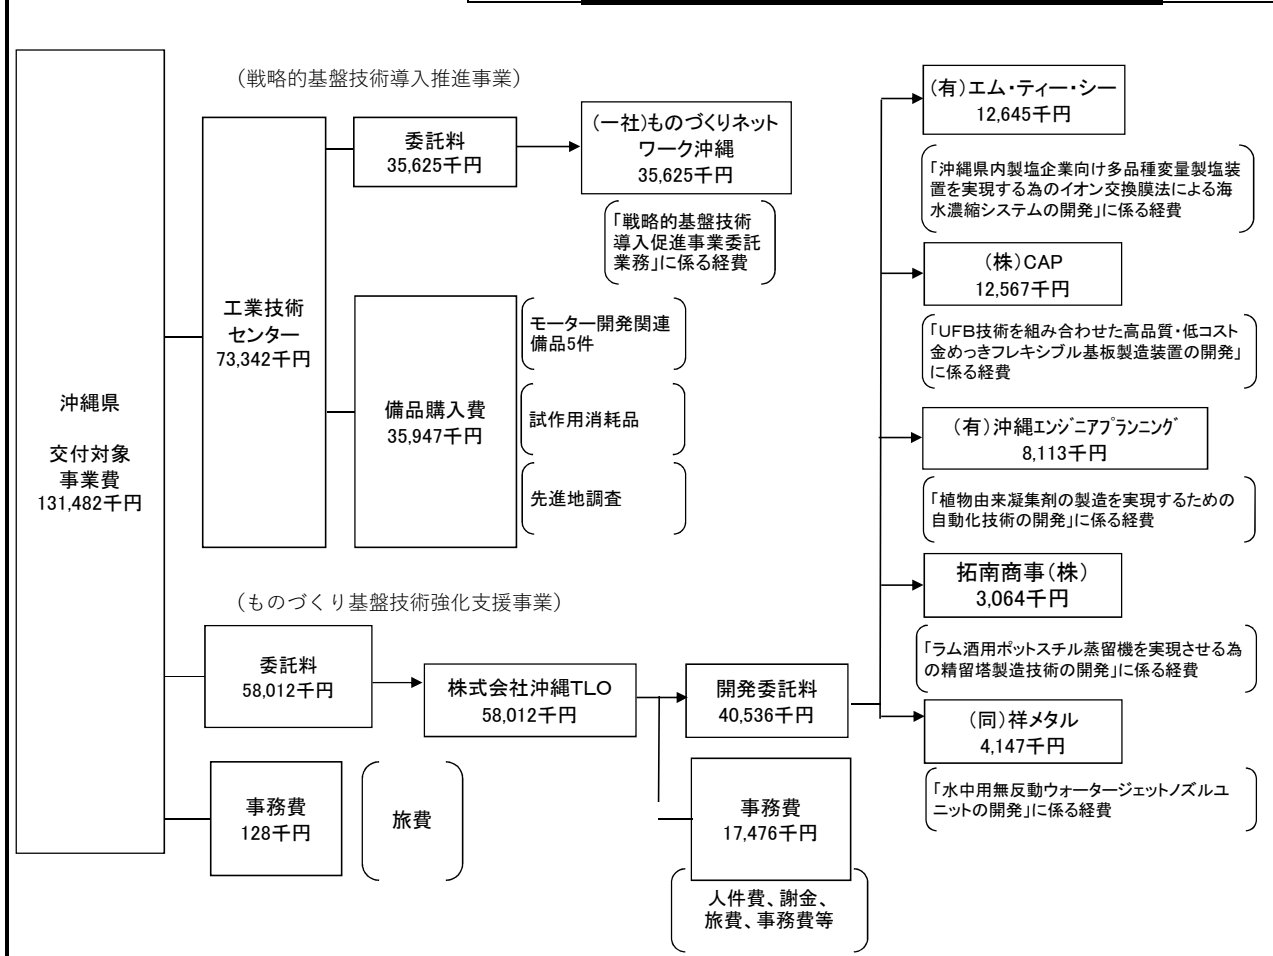 沖縄県
交付対象
事業費
131,482千円
(戦略的基盤技術導入推進事業)
工業技術
センター
73,342千円
委託料
35,625千円
(一社)ものづくりネット
ワーク沖縄
35,625千円
「戦略的基盤技術
導入促進事業委託
業務」に係る経費
備品購入費
35,947千円
モーター開発関連
備品5件
試作用消耗品
先進地調査
(ものづくり基盤技術強化支援事業)
委託料
58,012千円
株式会社沖縄TLO
58,012千円
開発委託料
40,536千円
事務費
17,476千円
人件費、謝金、
旅費、事務費等
事務費
128千円
旅費
(有)エム・ティー・シー
12,645千円
「沖縄県内製塩企業向け多品種変量製塩装
置を実現する為のイオン交換膜法による海
水濃縮システムの開発」に係る経費
(株)CAP
12,567千円
「UFB技術を組み合わせた高品質・低コスト
金めっきフレキシブル基板製造装置の開発」
に係る経費
(有)沖縄エンジニアプランニング
8,113千円
「植物由来凝集剤の製造を実現するための
自動化技術の開発」に係る経費
拓南商事(株)
3,064千円
「ラム酒用ポットスチル蒸留機を実現させる為
の精留塔製造技術の開発」に係る経費
(同)祥メタル
4,147千円
「水中用無反動ウォータージェットノズルユ
ニットの開発」に係る経費